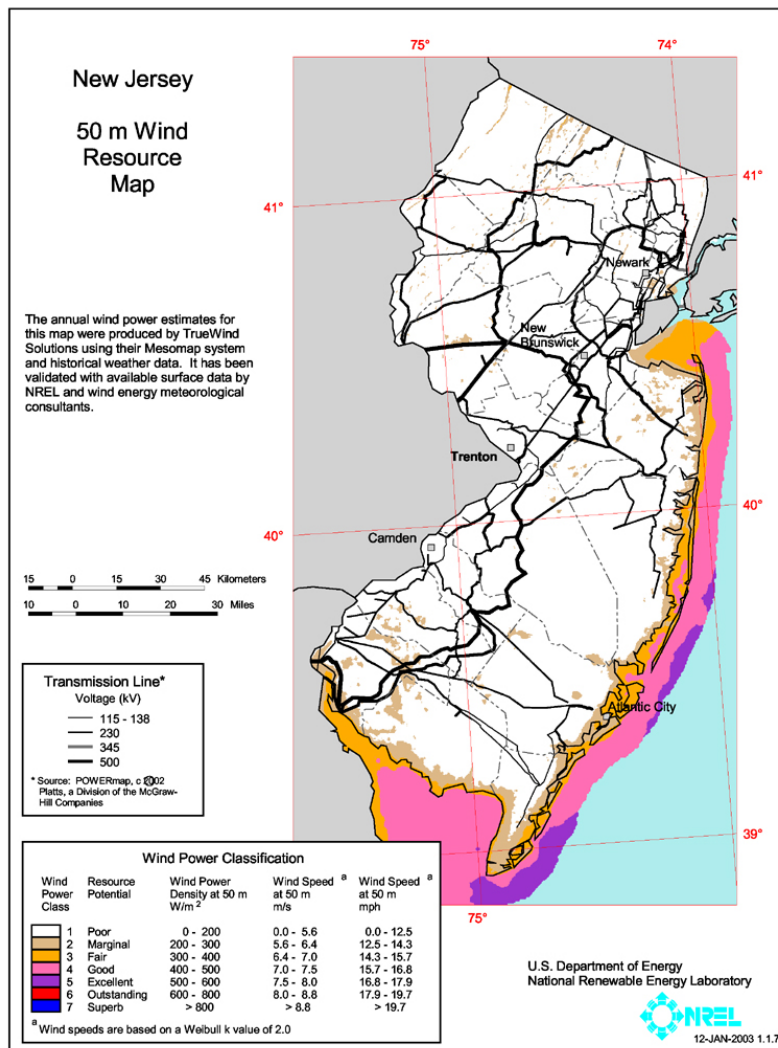 New Jersey
50 m Wind
Resource
Map
The annual wind power estimates for
this map were produced by TrueWind
Solutions using their Mesomap system
and historical weather data. It has been
validated with available surface data by
NREL and wind energy meteorological
consultants.
75° 74°
41° 41°
Newark
New
Brunswick
Trenton
40° 40°
Camden
Atlantic City
39°
75°
15 0 15 30 45 Kilometers
10 0 10 20 30 Miles
Transmission Line*
Voltage (kV)
115 - 138
230
345
500
* Source: POWERmap, c 2002
Platts, a Division of the McGraw-
Hill Companies
Wind Power Classification
Wind Resource Wind Power Wind Speed a Wind Speed a
Power Potential Density at 50 m at 50 m at 50 m
Class W/m 2 m/s mph
1 Poor 0 - 200 0.0 - 5.6 0.0 - 12.5
2 Marginal 200 - 300 5.6 - 6.4 12.5 - 14.3
3 Fair 300 - 400 6.4 - 7.0 14.3 - 15.7
4 Good 400 - 500 7.0 - 7.5 15.7 - 16.8
5 Excellent 500 - 600 7.5 - 8.0 16.8 - 17.9
6 Outstanding 600 - 800 8.0 - 8.8 17.9 - 19.7
7 Superb > 800 > 8.8 > 19.7
a Wind speeds are based on a Weibull k value of 2.0
U.S. Department of Energy
National Renewable Energy Laboratory
NREL
12-JAN-2003 1.1.7